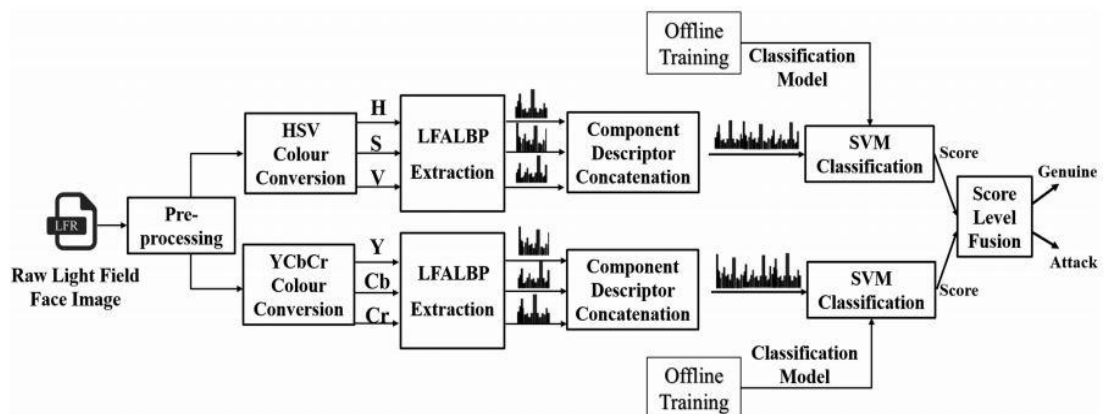 Offline
Training
Classification
Model
HSV
Colour
Conversion
H
S
V
LFALBP
Extraction
Component
Descriptor
Concatenation
SVM
Classification
Score
LFR
Raw Light Field
Face Image
Pre-
processing
Score
Level
Fusion
Genuine
Attack
YCbCr
Colour
Conversion
Y
Cb
Cr
LFALBP
Extraction
Component
Descriptor
Concatenation
SVM
Classification
Score
Offline
Training
Classification
Model